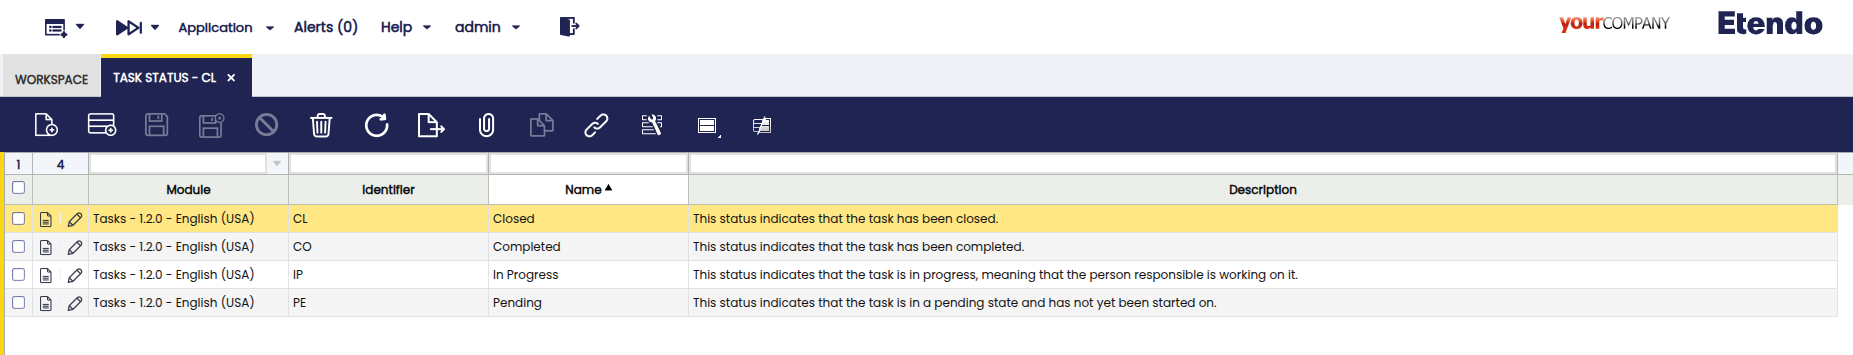 Application Alerts (0) Help admin yourCOMPANY Etendo
WORKSPACE TASK STATUS - CL ×
1 4
Module Identifier Name Description
Tasks - 1.2.0 - English (USA) CL Closed This status indicates that the task has been closed.
Tasks - 1.2.0 - English (USA) CO Completed This status indicates that the task has been completed.
Tasks - 1.2.0 - English (USA) IP In Progress This status indicates that the task is in progress, meaning that the person responsible is working on it.
Tasks - 1.2.0 - English (USA) PE Pending This status indicates that the task is in a pending state and has not yet been started on.